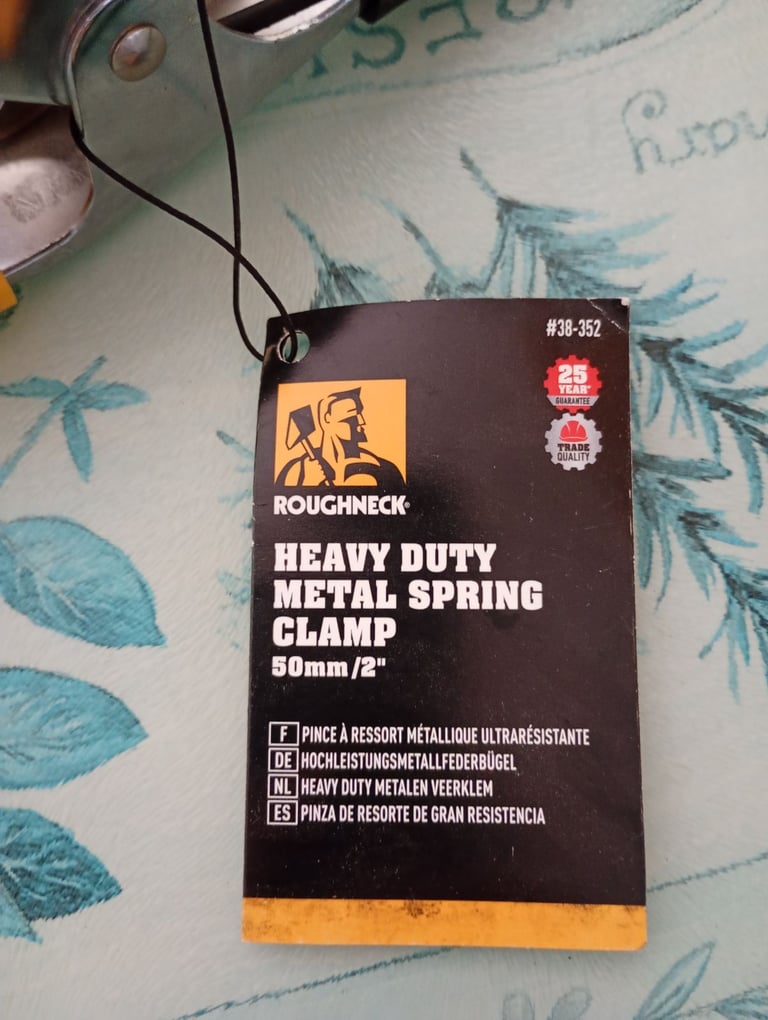 #38-352
25
YEAR*
GUARANTEE
TRADE
QUALITY
ROUGHNECK®
HEAVY DUTY
METAL SPRING
CLAMP
50mm/2"
F PINCE À RESSORT MÉTALLIQUE ULTRARÉSISTANTE
DE HOCHLEISTUNGSMETALLFEDERBÜGEL
NL HEAVY DUTY METALEN VEERKLEM
ES PINZA DE RESORTE DE GRAN RESISTENCIA